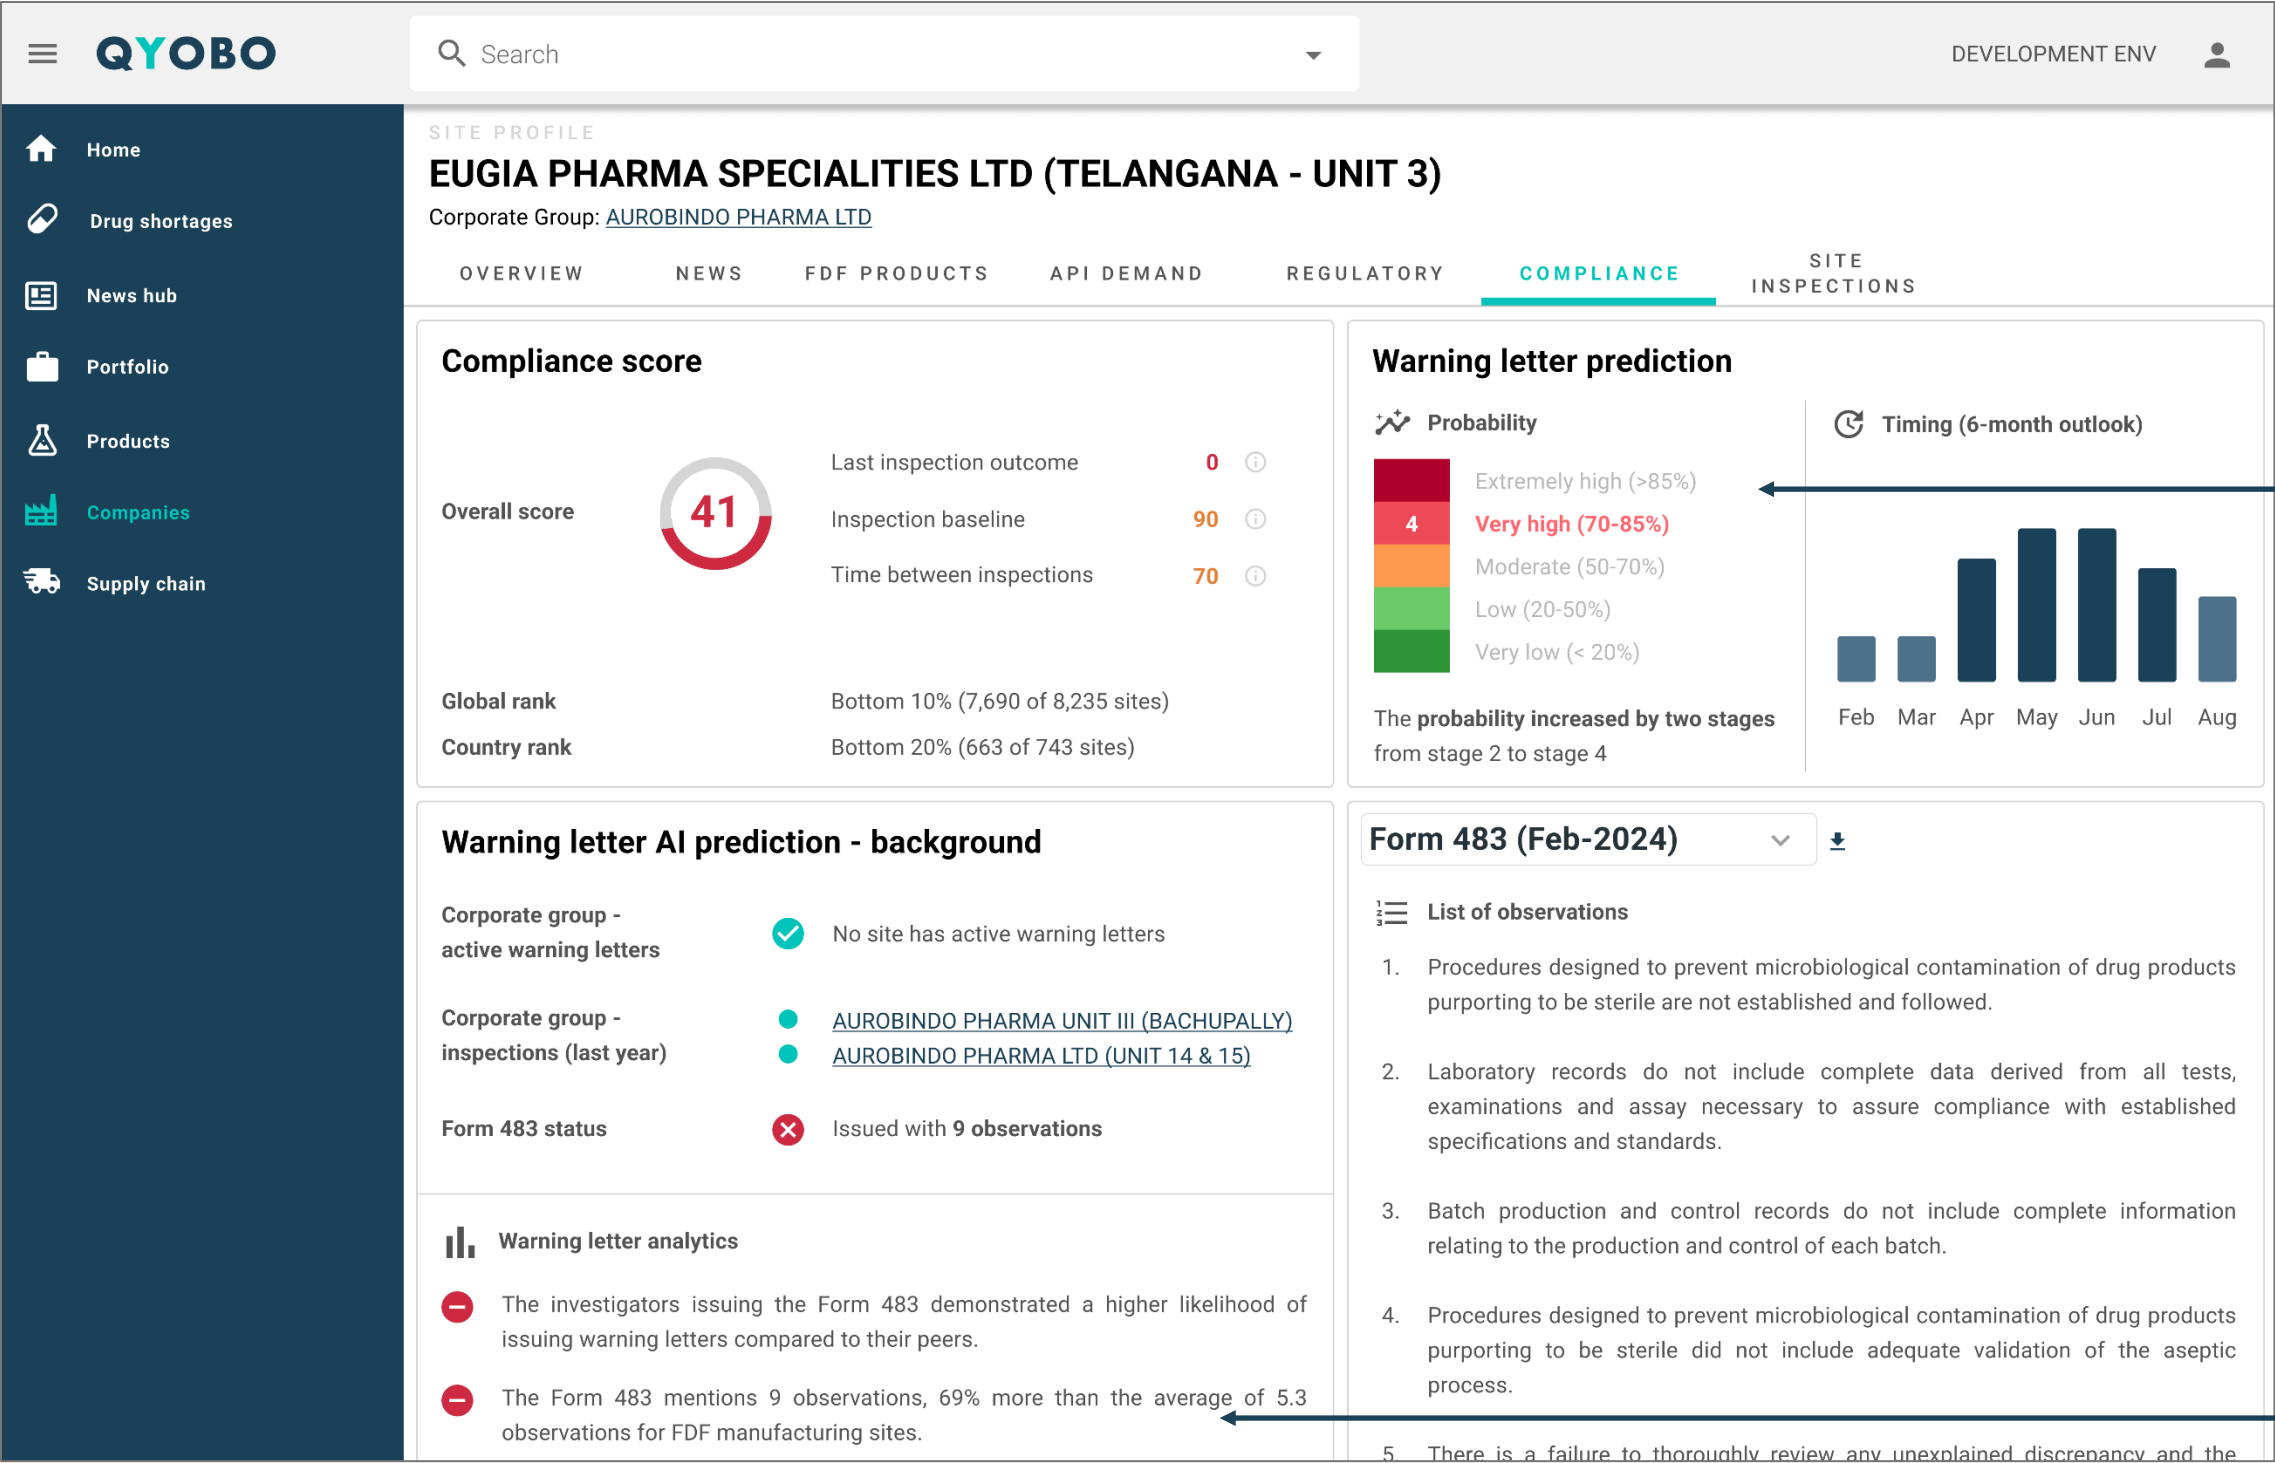 QYOBO
Search
DEVELOPMENT ENV
Home
Drug shortages
News hub
Portfolio
Products
Companies
Supply chain
SITE PROFILE
EUGIA PHARMA SPECIALITIES LTD (TELANGANA - UNIT 3)
Corporate Group: AUROBINDO PHARMA LTD
OVERVIEW
NEWS
FDF PRODUCTS
API DEMAND
REGULATORY
COMPLIANCE
SITE
INSPECTIONS
Compliance score
Overall score
41
Last inspection outcome 0
Inspection baseline 90
Time between inspections 70
Global rank Bottom 10% (7,690 of 8,235 sites)
Country rank Bottom 20% (663 of 743 sites)
Warning letter prediction
Probability
Extremely high (>85%)
4 Very high (70-85%)
Moderate (50-70%)
Low (20-50%)
Very low (< 20%)
The probability increased by two stages
from stage 2 to stage 4
Timing (6-month outlook)
Feb Mar Apr May Jun Jul Aug
Warning letter AI prediction - background
Corporate group -
active warning letters
No site has active warning letters
Corporate group -
inspections (last year)
AUROBINDO PHARMA UNIT III (BACHUPALLY)
AUROBINDO PHARMA LTD (UNIT 14 & 15)
Form 483 status
Issued with 9 observations
Warning letter analytics
The investigators issuing the Form 483 demonstrated a higher likelihood of
issuing warning letters compared to their peers.
The Form 483 mentions 9 observations, 69% more than the average of 5.3
observations for FDF manufacturing sites.
Form 483 (Feb-2024)
List of observations
1. Procedures designed to prevent microbiological contamination of drug products
purporting to be sterile are not established and followed.
2. Laboratory records do not include complete data derived from all tests,
examinations and assay necessary to assure compliance with established
specifications and standards.
3. Batch production and control records do not include complete information
relating to the production and control of each batch.
4. Procedures designed to prevent microbiological contamination of drug products
purporting to be sterile did not include adequate validation of the aseptic
process.
5. There is a failure to thoroughly review any unexplained discrepancy and the